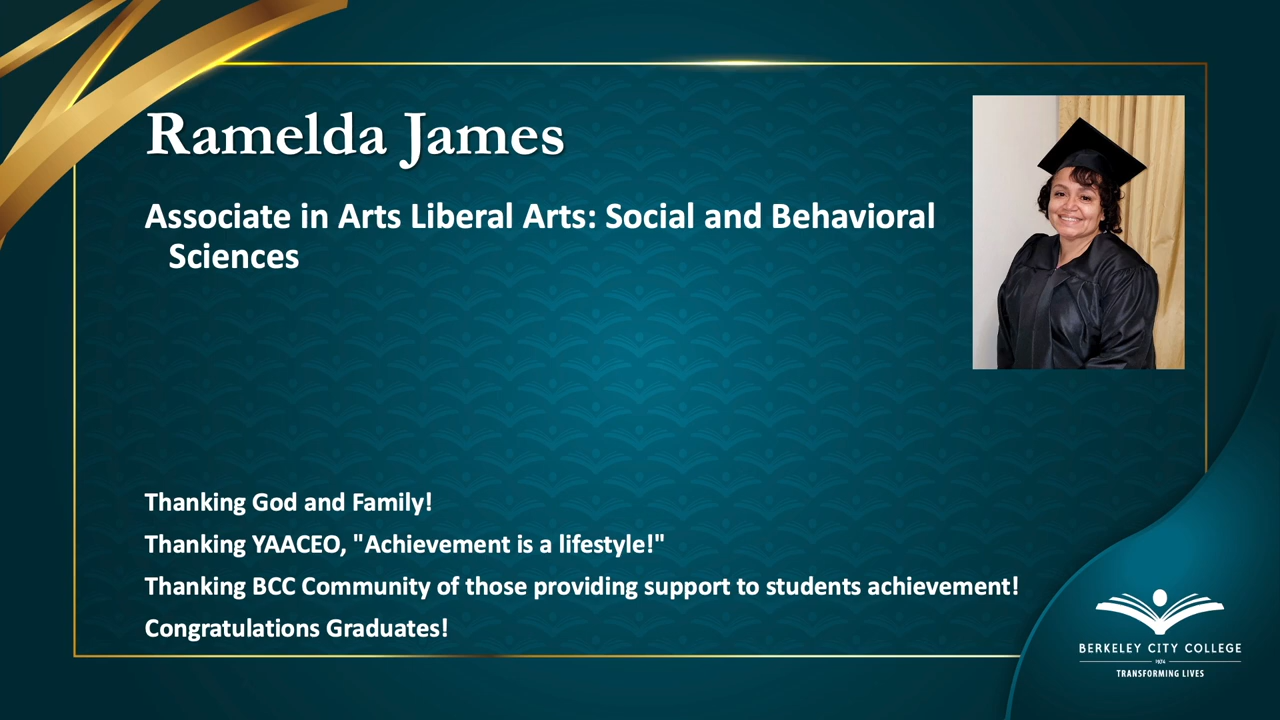 Ramelda James
Associate in Arts Liberal Arts: Social and Behavioral
Sciences
Thanking God and Family!
Thanking YAACEO, "Achievement is a lifestyle!"
Thanking BCC Community of those providing support to students achievement!
Congratulations Graduates!
BERKELEY CITY COLLEGE
1974
TRANSFORMING LIVES